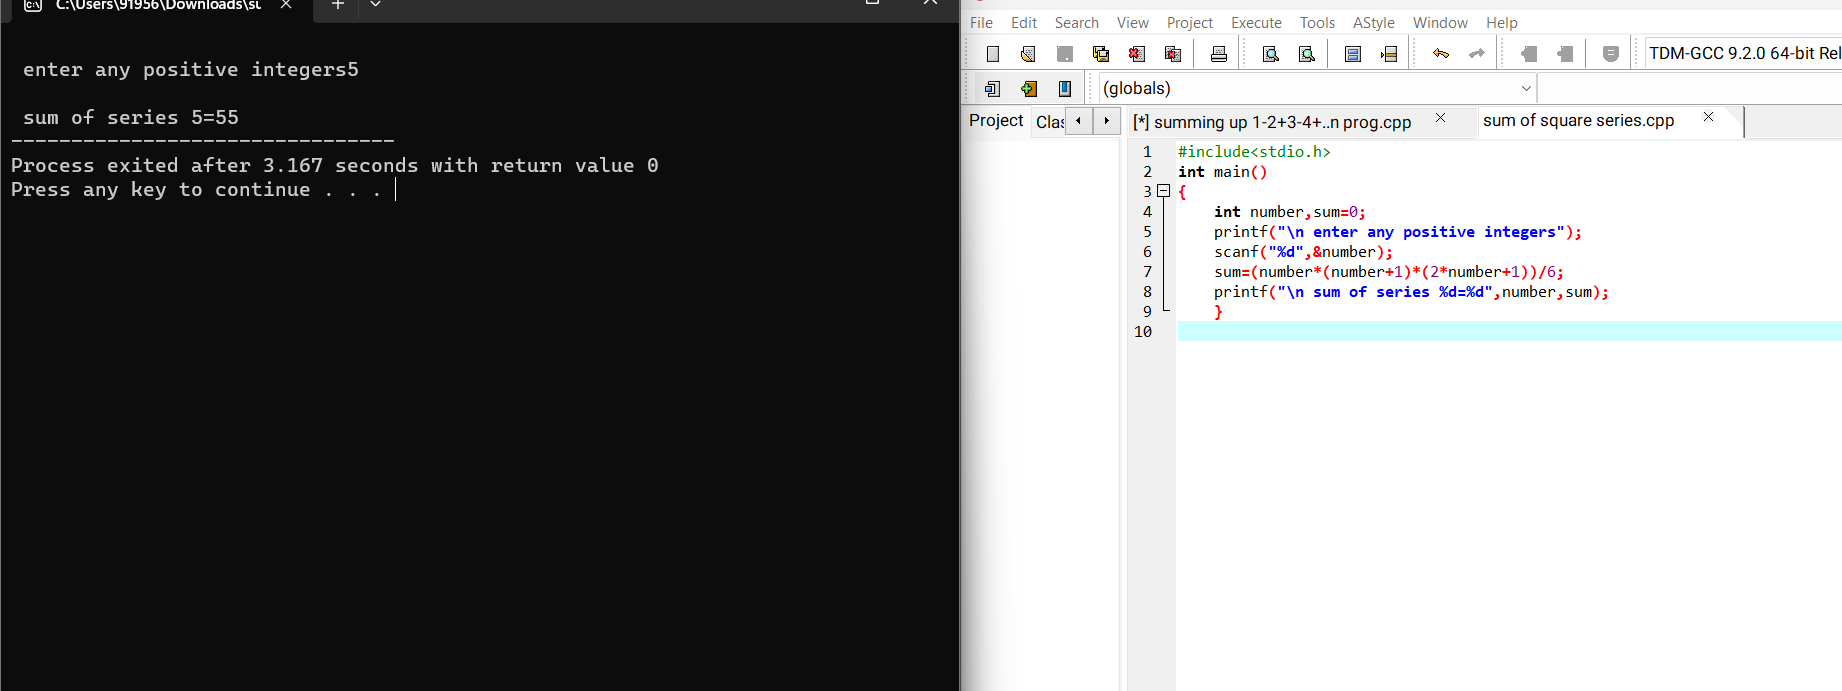 C:\Users\91956\Downloads\su
enter any positive integers5
sum of series 5=55
--------------------------------
Process exited after 3.167 seconds with return value 0
Press any key to continue . . .
File Edit Search View Project Execute Tools AStyle Window Help
TDM-GCC 9.2.0 64-bit Rel
(globals)
Project Clas [*] summing up 1-2+3-4+..n prog.cpp sum of square series.cpp
1 #include<stdio.h>
2 int main()
3 {
4 int number,sum=0;
5 printf("\n enter any positive integers");
6 scanf("%d",&number);
7 sum=(number*(number+1)*(2*number+1))/6;
8 printf("\n sum of series %d=%d",number,sum);
9 }
10